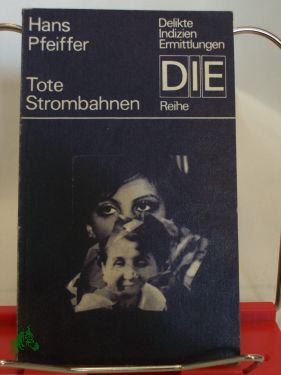 Hans
Pfeiffer
Tote
Strombahnen
Delikte
Indizien
Ermittlungen
DIE
Reihe